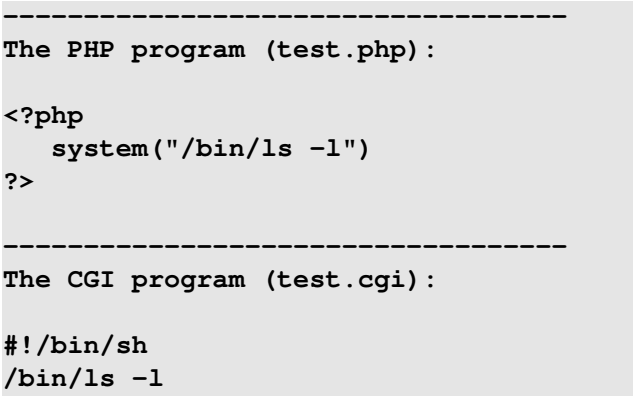 -----------------------------------
The PHP program (test.php):
<?php
   system("/bin/ls -l")
?>
-----------------------------------
The CGI program (test.cgi):
#!/bin/sh
/bin/ls -l